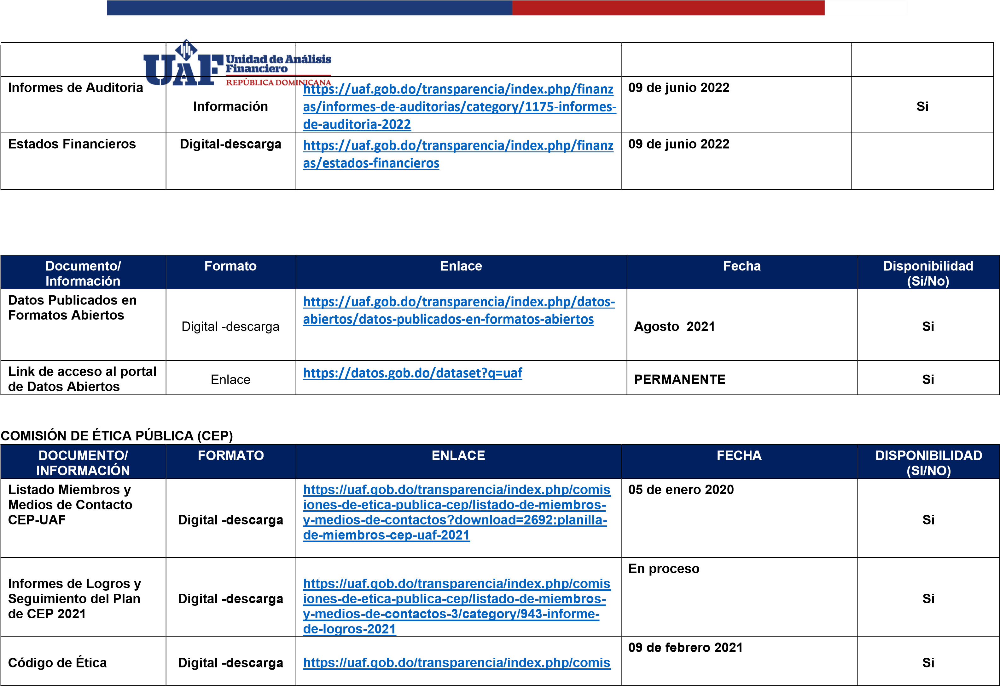 UAF Unidad de Análisis
Financiero
REPÚBLICA DOMINICANA
Informes de Auditoria
Información
https://uaf.gob.do/transparencia/index.php/finanz
as/informes-de-auditorias/category/1175-informes-
de-auditoria-2022
09 de junio 2022
Si
Estados Financieros
Digital-descarga
https://uaf.gob.do/transparencia/index.php/finanz
as/estados-financieros
09 de junio 2022
Documento/
Información
Formato
Enlace
Fecha
Disponibilidad
(Si/No)
Datos Publicados en
Formatos Abiertos
Digital -descarga
https://uaf.gob.do/transparencia/index.php/datos-
abiertos/datos-publicados-en-formatos-abiertos
Agosto  2021
Si
Link de acceso al portal
de Datos Abiertos
Enlace
https://datos.gob.do/dataset?q=uaf
PERMANENTE
Si
COMISIÓN DE ÉTICA PÚBLICA (CEP)
DOCUMENTO/
INFORMACIÓN
FORMATO
ENLACE
FECHA
DISPONIBILIDAD
(SI/NO)
Listado Miembros y
Medios de Contacto
CEP-UAF
Digital -descarga
https://uaf.gob.do/transparencia/index.php/comis
iones-de-etica-publica-cep/listado-de-miembros-
y-medios-de-contactos?download=2692:planilla-
de-miembros-cep-uaf-2021
05 de enero 2020
Si
Informes de Logros y
Seguimiento del Plan
de CEP 2021
Digital -descarga
https://uaf.gob.do/transparencia/index.php/comis
iones-de-etica-publica-cep/listado-de-miembros-
y-medios-de-contactos-3/category/943-informe-
de-logros-2021
En proceso
Si
Código de Ética
Digital -descarga
https://uaf.gob.do/transparencia/index.php/comis
09 de febrero 2021
Si